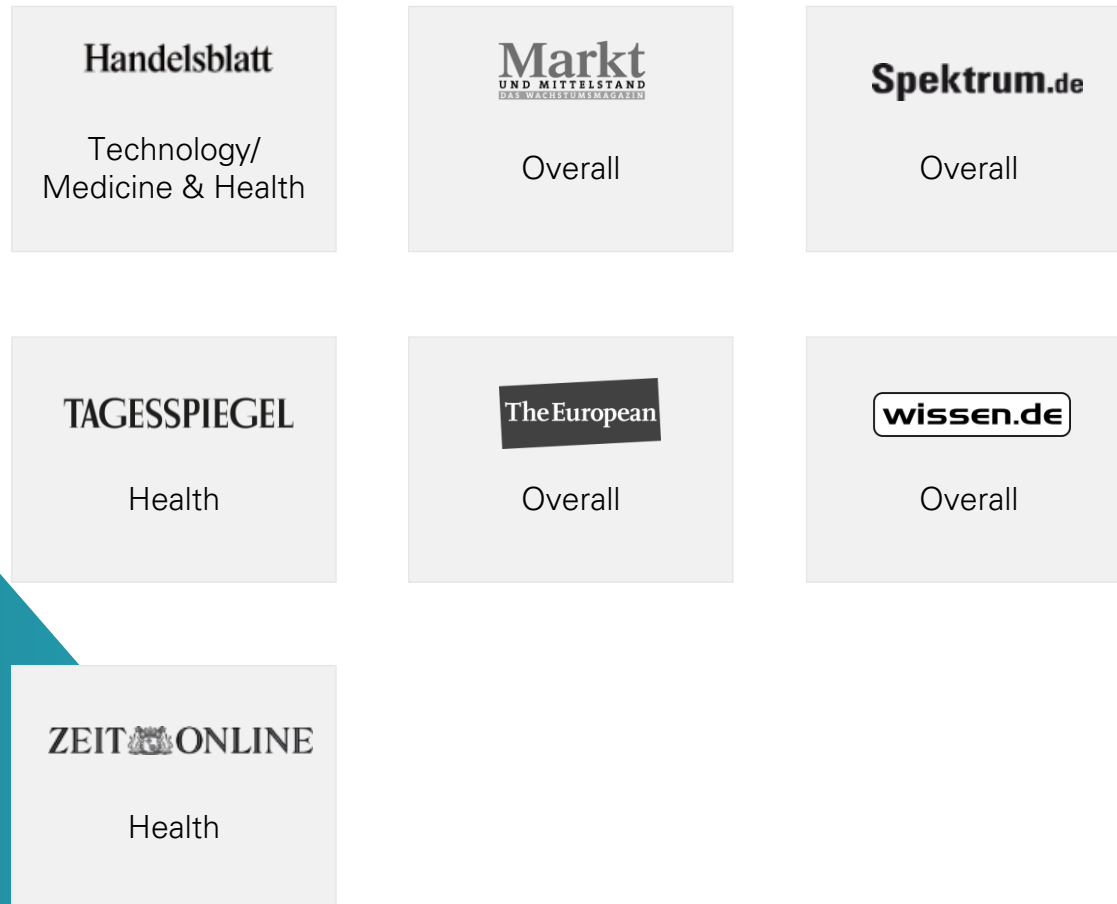 Handelsblatt
Technology/
Medicine & Health
Markt
UND MITTELSTAND
DAS WACHSTUMSMAGAZIN
Overall
Spektrum.de
Overall
TAGESSPIEGEL
Health
The European
Overall
wissen.de
Overall
ZEIT ONLINE
Health